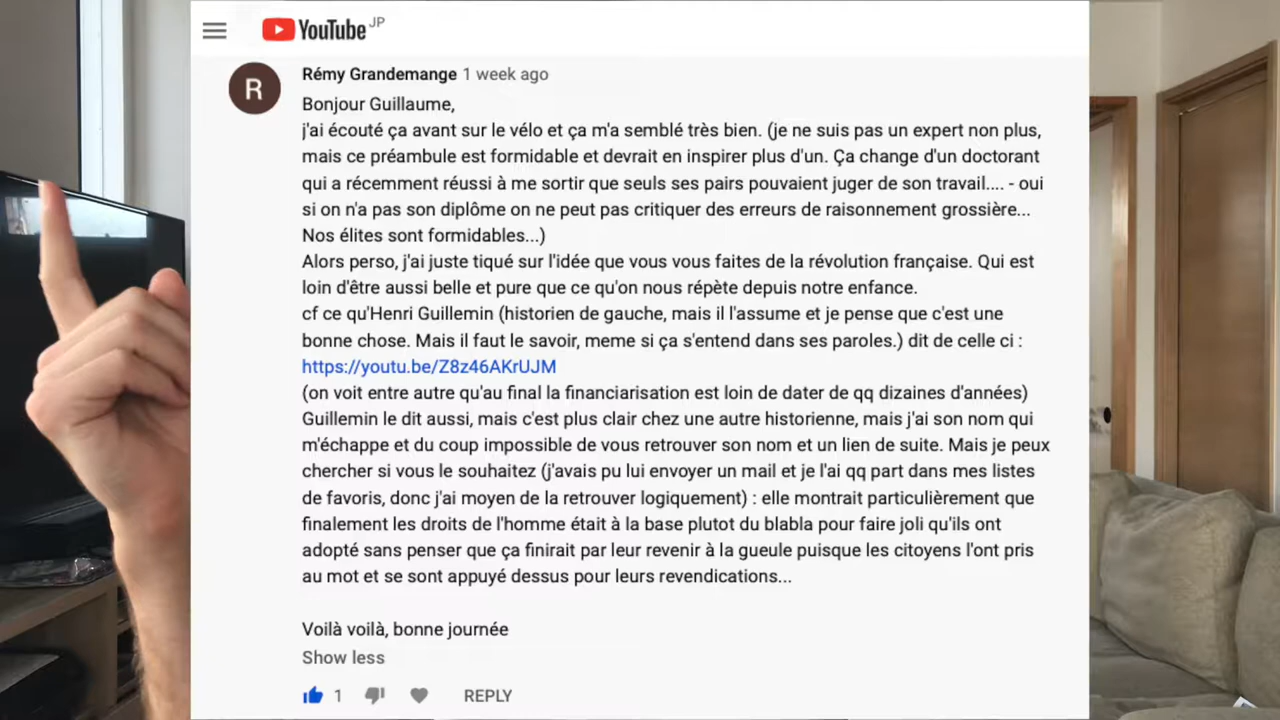 YouTube JP
R
Rémy Grandemange 1 week ago
Bonjour Guillaume,
j'ai écouté ça avant sur le vélo et ça m'a semblé très bien. (je ne suis pas un expert non plus,
mais ce préambule est formidable et devrait en inspirer plus d'un. Ça change d'un doctorant
qui a récemment réussi à me sortir que seuls ses pairs pouvaient juger de son travail.... - oui
si on n'a pas son diplôme on ne peut pas critiquer des erreurs de raisonnement grossière...
Nos élites sont formidables...)
Alors perso, j'ai juste tiqué sur l'idée que vous vous faites de la révolution française. Qui est
loin d'être aussi belle et pure que ce qu'on nous répète depuis notre enfance.
cf ce qu'Henri Guillemin (historien de gauche, mais il l'assume et je pense que c'est une
bonne chose. Mais il faut le savoir, meme si ça s'entend dans ses paroles.) dit de celle ci :
https://youtu.be/Z8z46AKrUJM
(on voit entre autre qu'au final la financiarisation est loin de dater de qq dizaines d'années)
Guillemin le dit aussi, mais c'est plus clair chez une autre historienne, mais j'ai son nom qui
m'échappe et du coup impossible de vous retrouver son nom et un lien de suite. Mais je peux
chercher si vous le souhaitez (j'avais pu lui envoyer un mail et je l'ai qq part dans mes listes
de favoris, donc j'ai moyen de la retrouver logiquement) : elle montrait particulièrement que
finalement les droits de l'homme était à la base plutot du blabla pour faire joli qu'ils ont
adopté sans penser que ça finirait par leur revenir à la gueule puisque les citoyens l'ont pris
au mot et se sont appuyé dessus pour leurs revendications...
Voilà voilà, bonne journée
Show less
1 REPLY